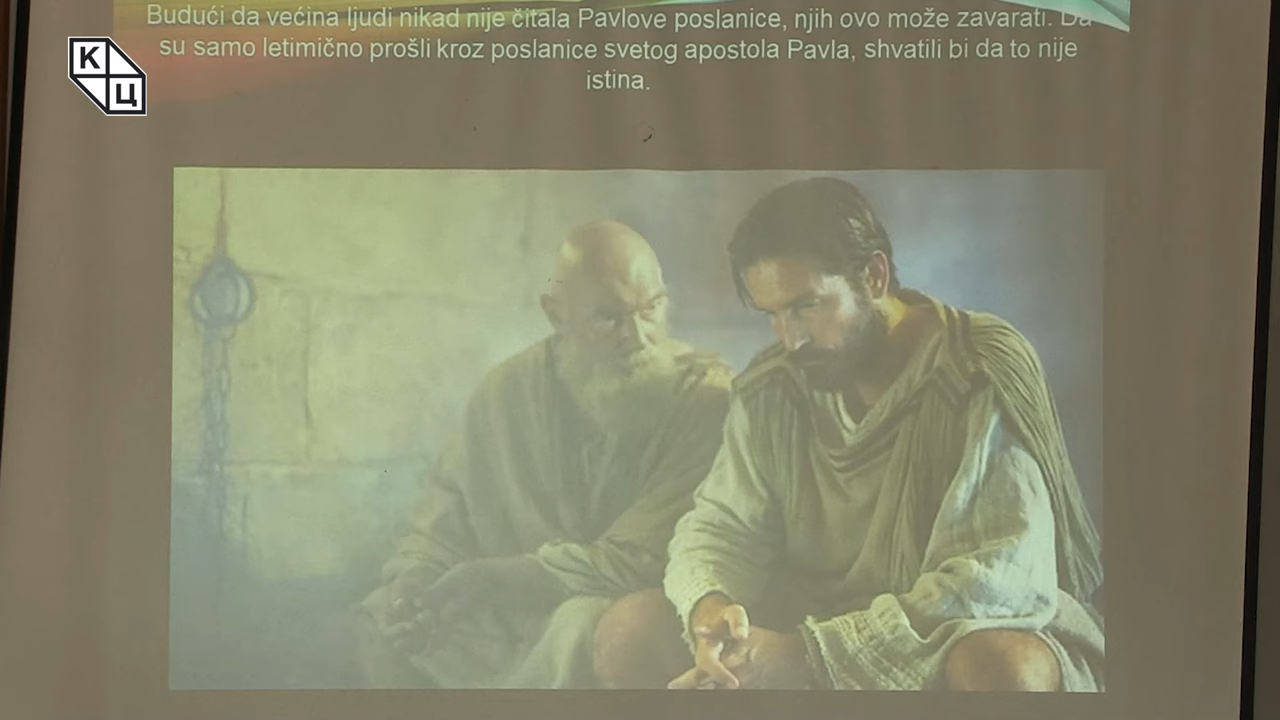 Budući da većina ljudi nikad nije čitala Pavlove poslanice, njih ovo može zavarati. Da
su samo letimično prošli kroz poslanice svetog apostola Pavla, shvatili bi da to nije
istina.
К
Ц